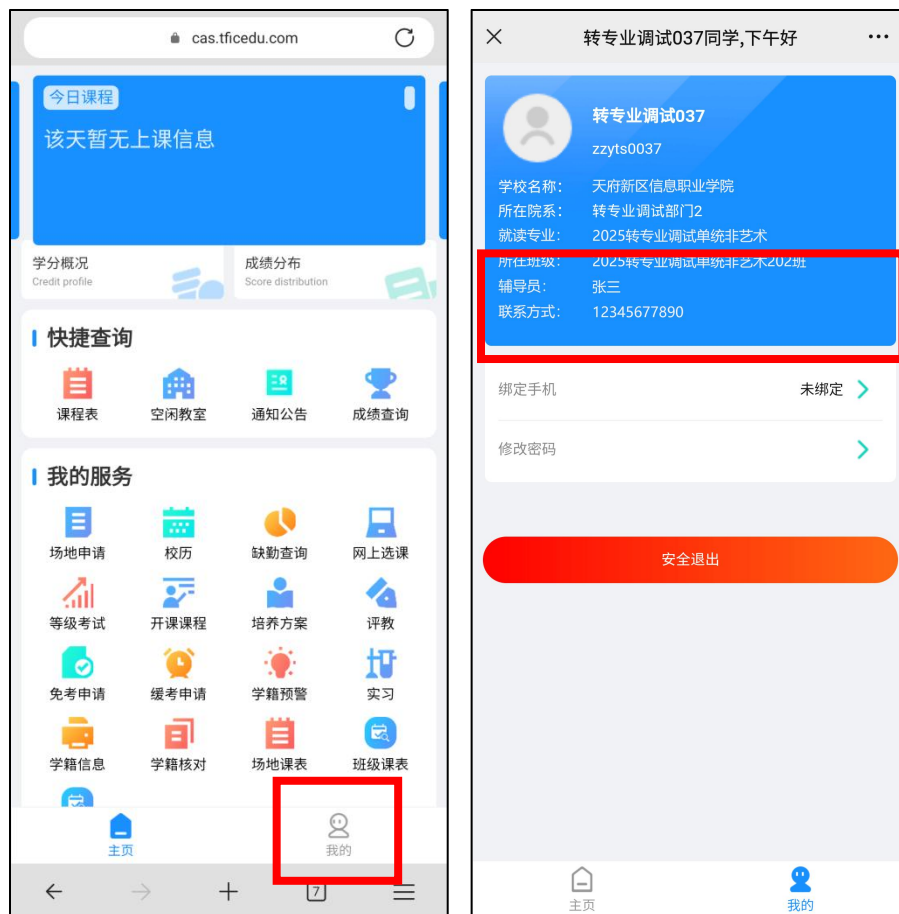 cas.tficedu.com
今日课程
该天暂无上课信息
学分概况
Credit profile
成绩分布
Score distribution
快捷查询
课程表
空闲教室
通知公告
成绩查询
我的服务
场地申请
校历
缺勤查询
网上选课
等级考试
开课课程
培养方案
评教
免考申请
缓考申请
学籍预警
实习
学籍信息
学籍核对
场地课表
班级课表
主页
我的
7
转专业调试037同学,下午好
转专业调试037
zzyts0037
学校名称: 天府新区信息职业学院
所在院系: 转专业调试部门2
就读专业: 2025转专业调试单统非艺术
所在班级: 2025转专业调试单统非艺术202班
辅导员: 张三
联系方式: 12345677890
绑定手机 未绑定
修改密码
安全退出
主页
我的